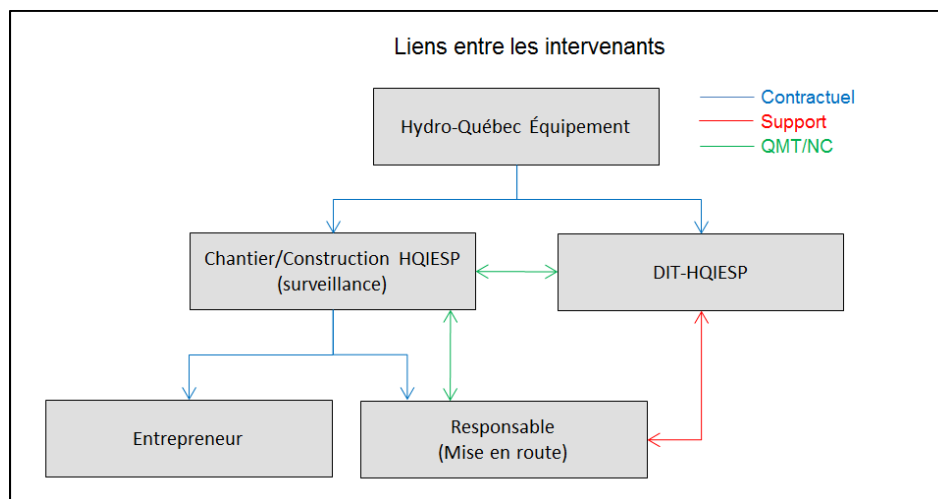 Liens entre les intervenants
Contractuel
Support
QMT/NC
Hydro-Québec Équipement
Chantier/Construction HQIESP
(surveillance)
DIT-HQIESP
Entrepreneur
Responsable
(Mise en route)